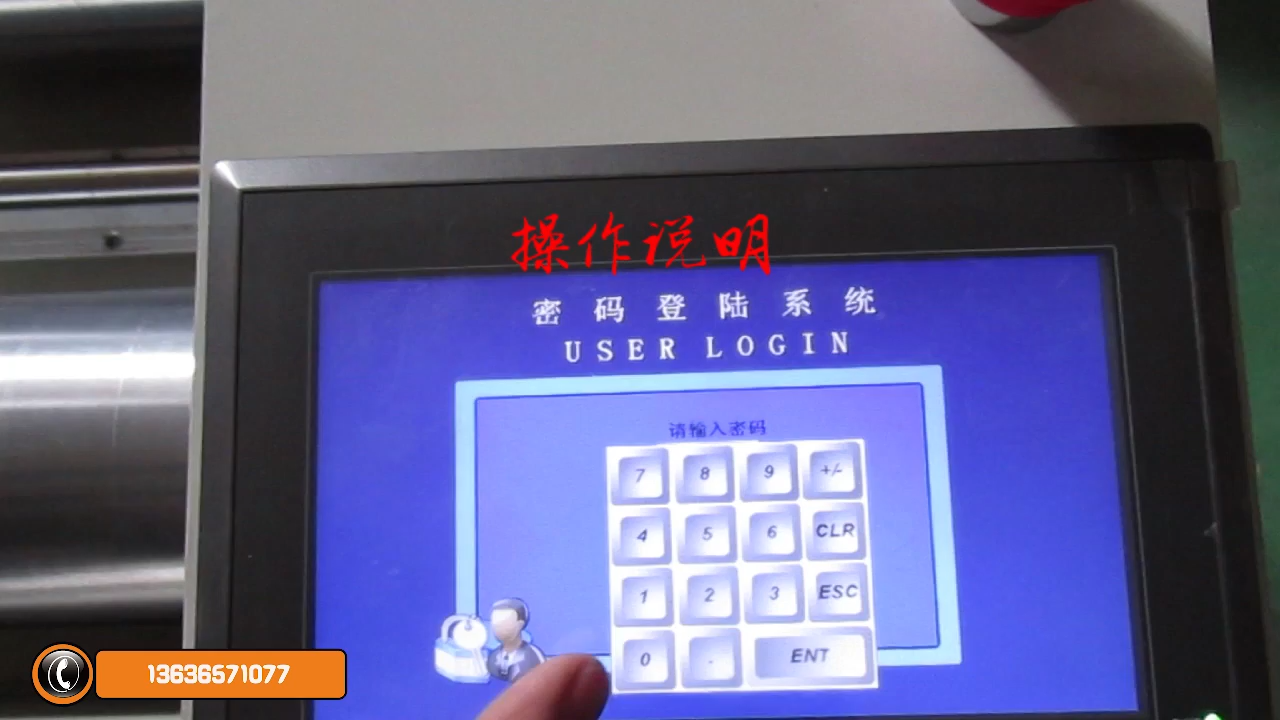 操作说明
密码登陆系统
USER LOGIN
请输入密码
7 8 9 +/-
4 5 6 CLR
1 2 3 ESC
0 . ENT
13636571077